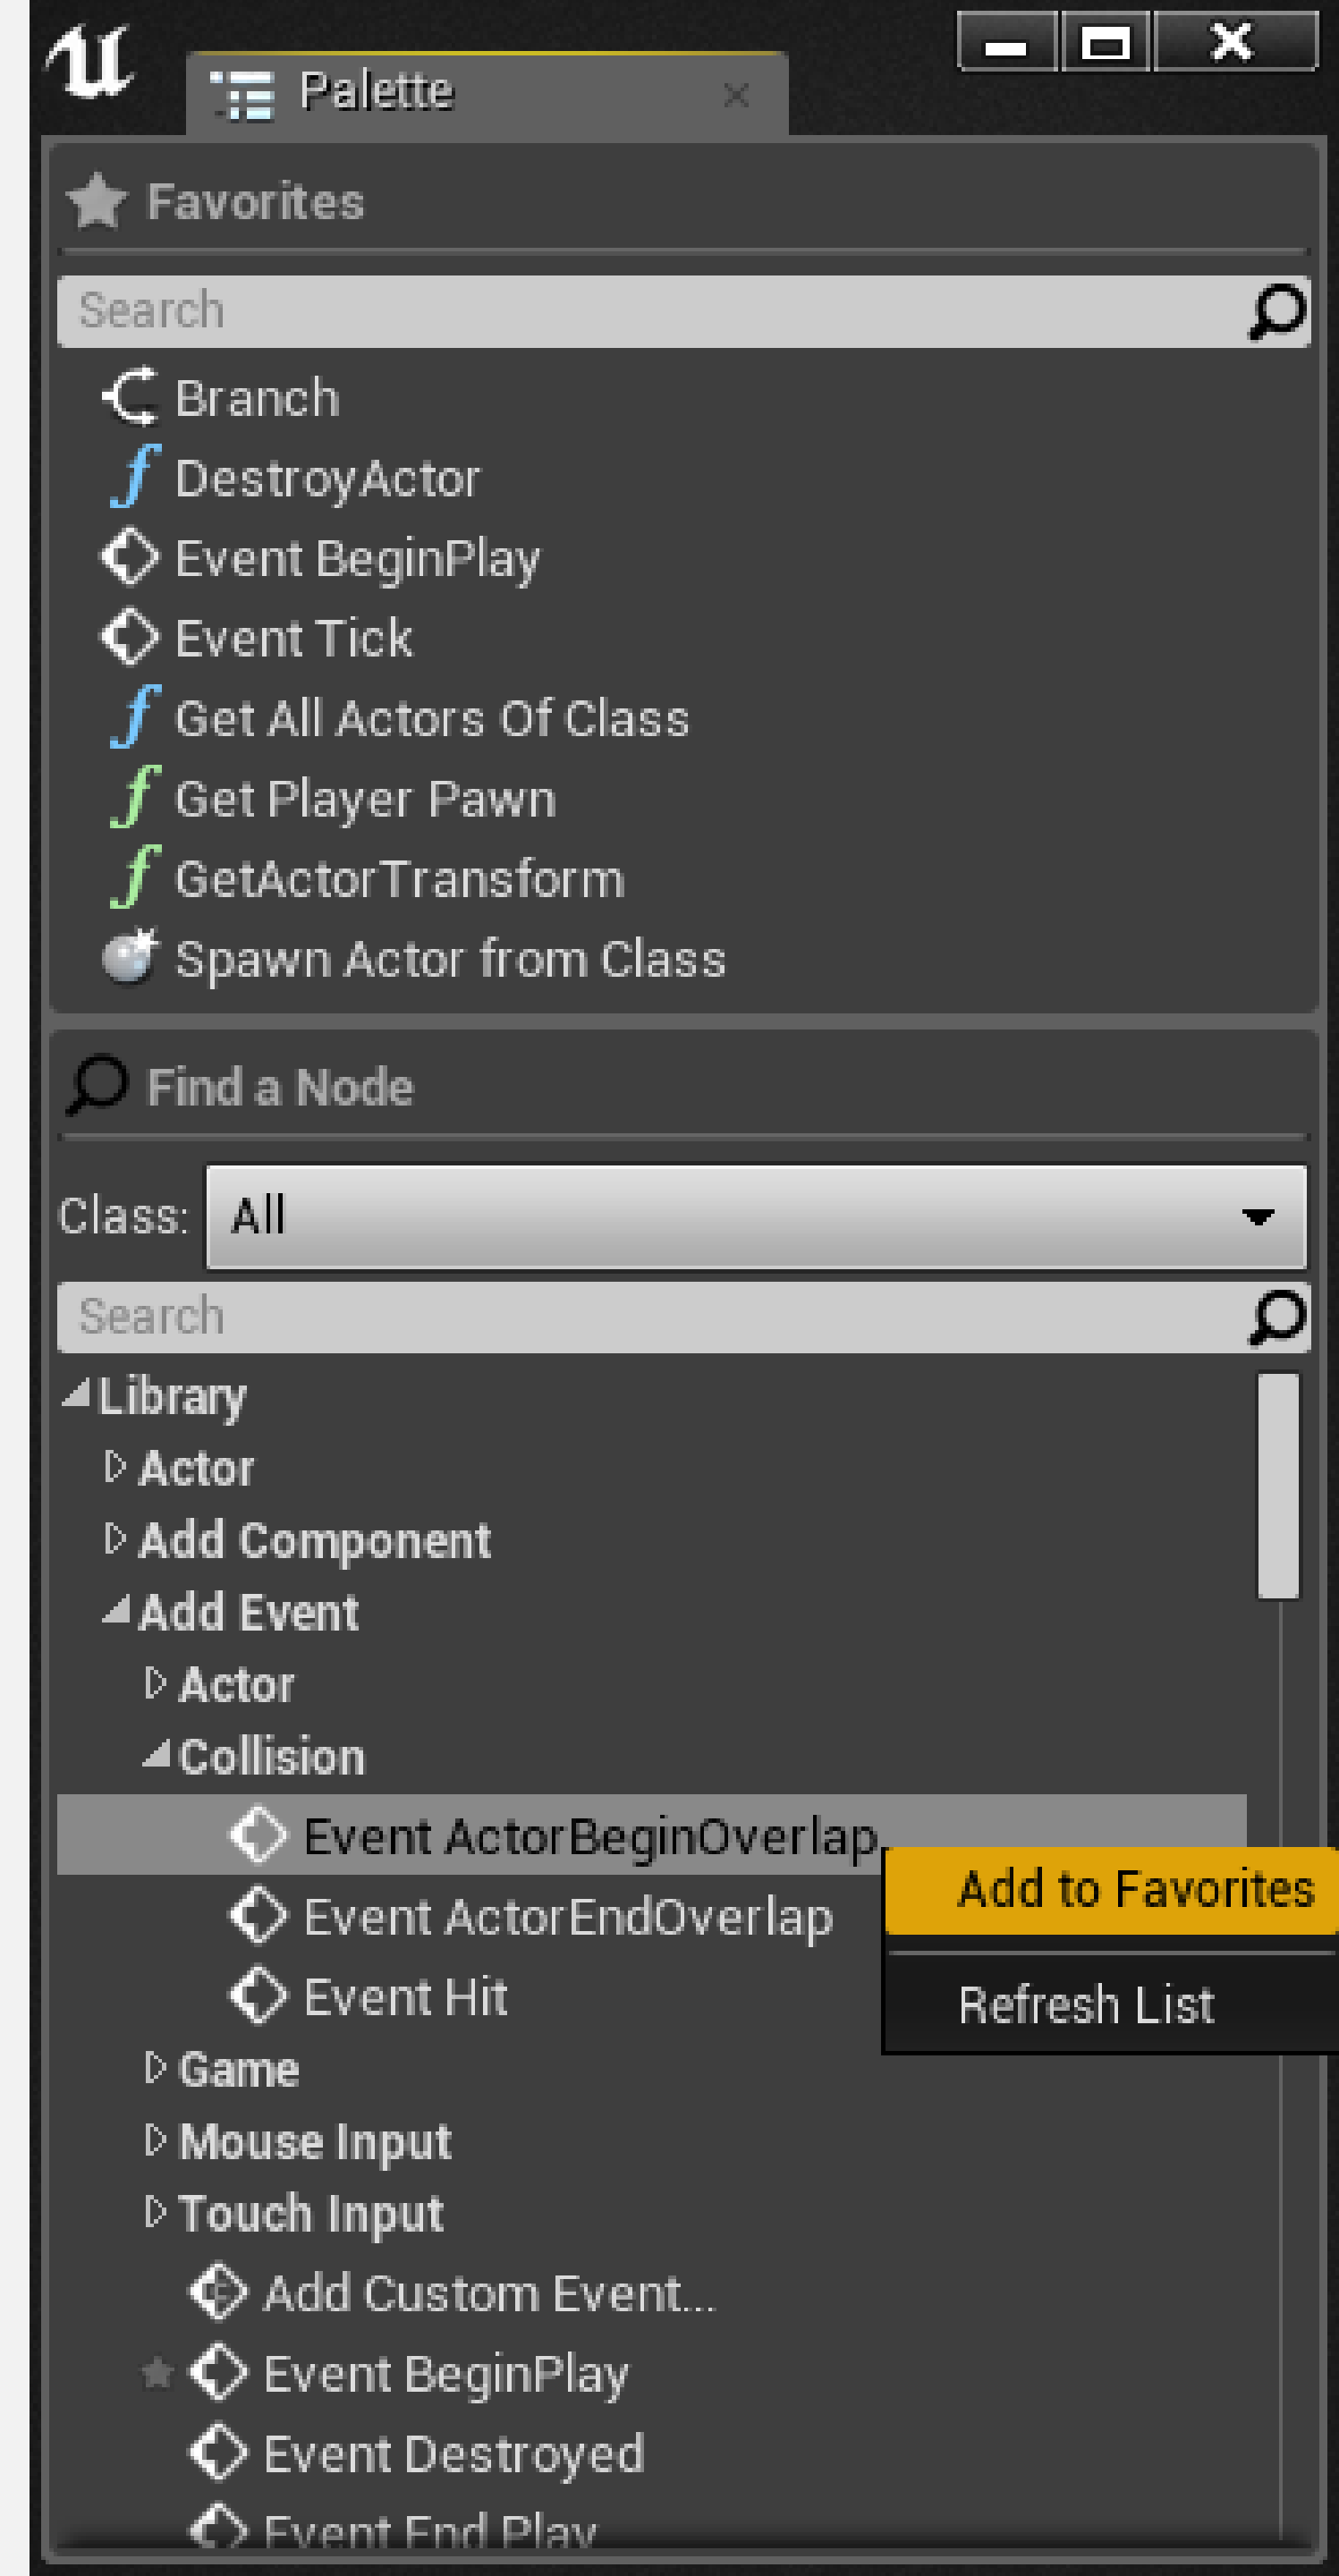 Palette
Favorites
Search
Branch
DestroyActor
Event BeginPlay
Event Tick
Get All Actors Of Class
Get Player Pawn
GetActorTransform
Spawn Actor from Class
Find a Node
Class: All
Search
Library
Actor
Add Component
Add Event
Actor
Collision
Event ActorBeginOverlap
Add to Favorites
Event ActorEndOverlap
Event Hit
Refresh List
Game
Mouse Input
Touch Input
Add Custom Event...
Event BeginPlay
Event Destroyed
Event End Play